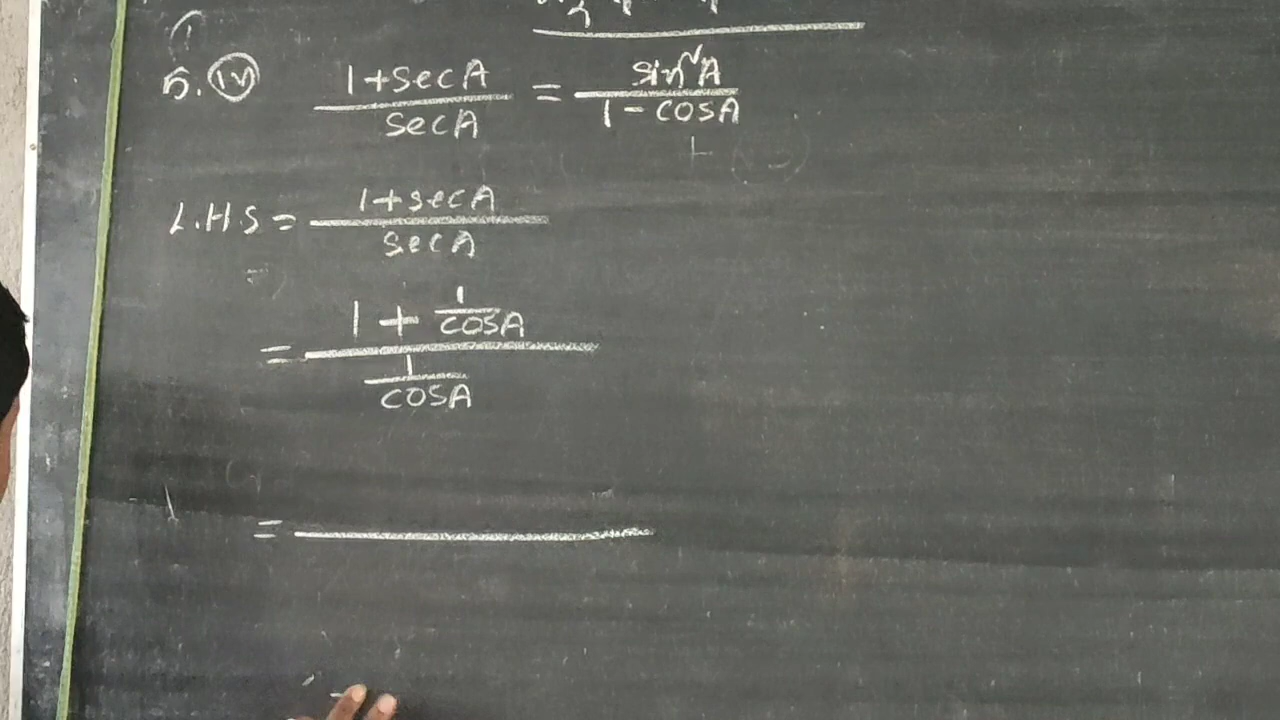 5. (iv) (1+secA)/(secA) = (sin²A)/(1-cosA)
L.H.S = (1+secA)/(secA)
= (1 + 1/cosA)/(1/cosA)
=